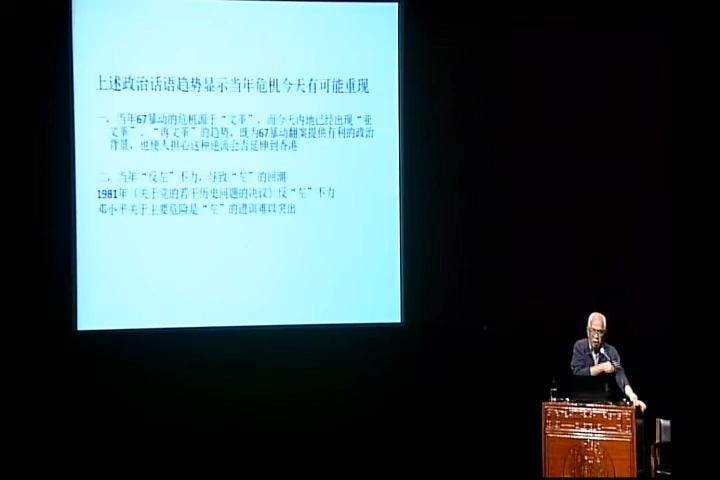 上述政治话语趋势显示当年危机今天有可能重现
一、当年67暴动的危机源于“文革”，而今天内地已经出现“亚
文革”、“再文革”的趋势，既为67暴动翻案提供有利的政治
背景，也使人担心这种逆流会否延伸到香港
二、当年“反左”不力，导致“左”的回潮
1981年《关于党的若干历史问题的决议》反“左”不力
邓小平关于主要危险是“左”的遗训难以突出